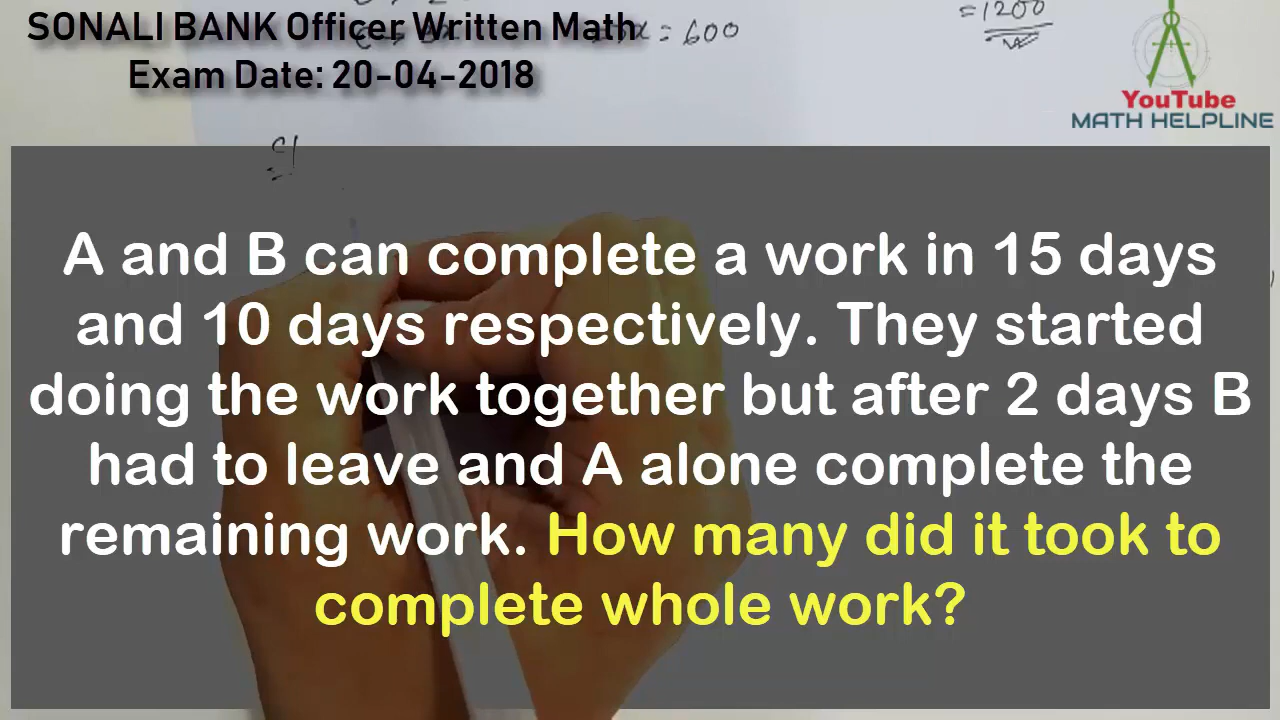 SONALI BANK Officer Written Math
= 600
=1200
Exam Date: 20-04-2018
YouTube
MATH HELPLINE
A and B can complete a work in 15 days
and 10 days respectively. They started
doing the work together but after 2 days B
had to leave and A alone complete the
remaining work. How many did it took to
complete whole work?